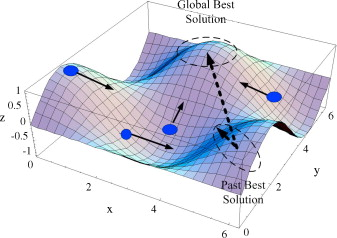 Global Best
Solution
1
0.5
z
0
-0.5
-1
0
2
x
4
6
Past Best
Solution
0
2
y
4
6